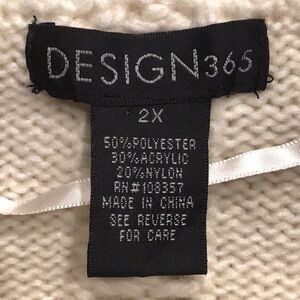 DESIGN365
2X
50%POLYESTER
30%ACRYLIC
20%NYLON
RN#108357
MADE IN CHINA
SEE REVERSE
FOR CARE